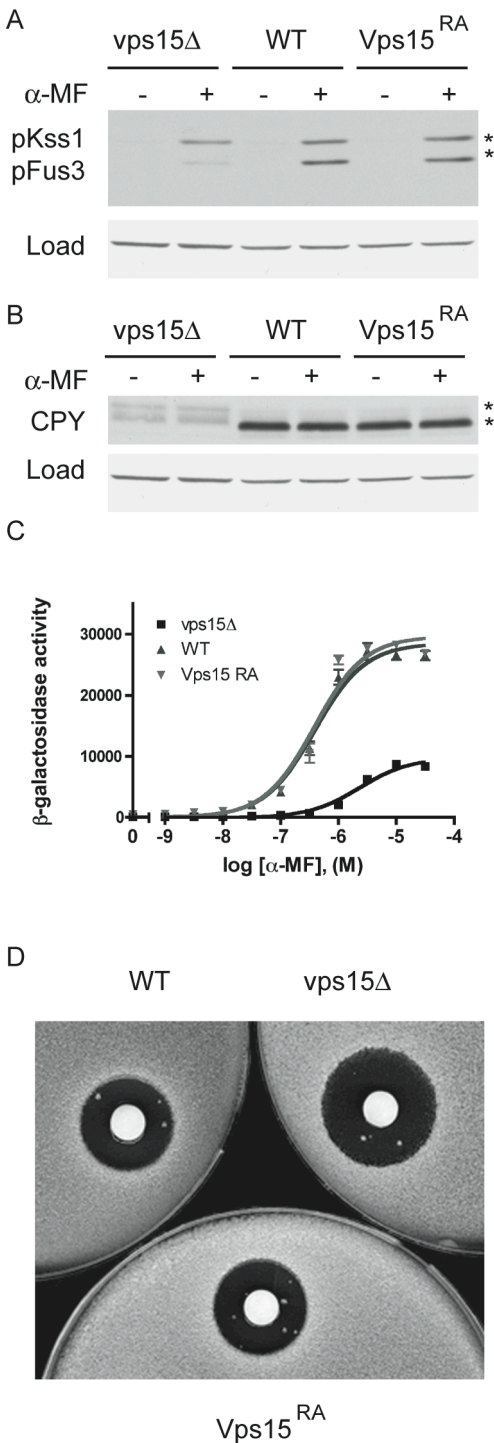 A
vps15Δ WT Vps15 RA
α-MF - + - + - +
pKss1 *
pFus3 *
Load
B
vps15Δ WT Vps15 RA
α-MF - + - + - +
*
CPY *
Load
C
β-galactosidase activity
30000
20000
10000
0
vps15Δ
WT
Vps15 RA
0 -9 -8 -7 -6 -5 -4
log [α-MF], (M)
D
WT vps15Δ
Vps15 RA